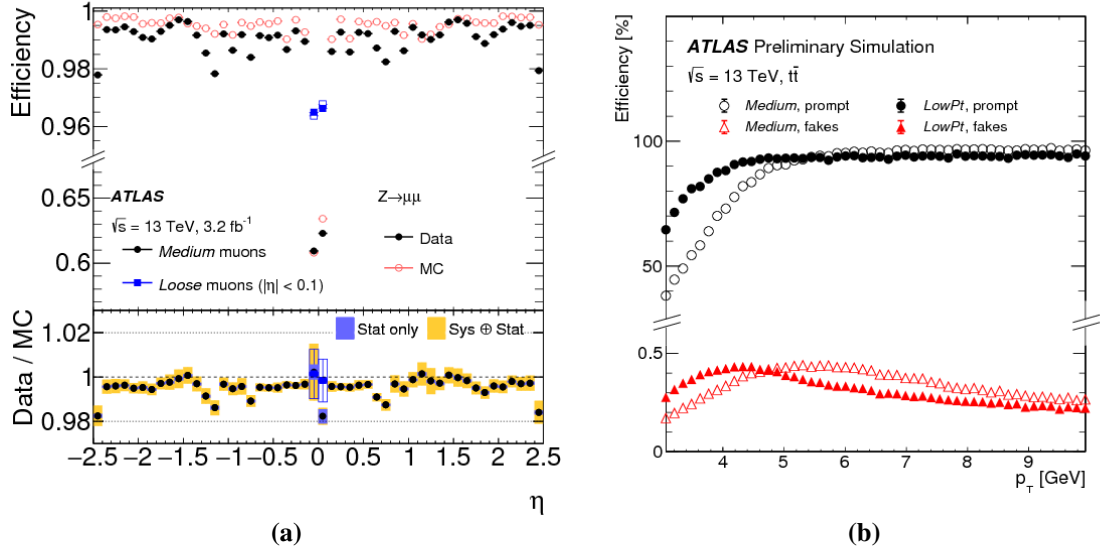 Efficiency
1
0.98
0.96
0.65
0.6
ATLAS
√s = 13 TeV, 3.2 fb⁻¹
Medium muons
Loose muons (|η| < 0.1)
Z→μμ
Data
MC
Data / MC
1.02
1
0.98
Stat only
Sys ⊕ Stat
−2.5 −2 −1.5 −1 −0.5 0 0.5 1 1.5 2 2.5
η
(a)
Efficiency [%]
ATLAS Preliminary Simulation
√s = 13 TeV, tt̄
Medium, prompt
LowPt, prompt
Medium, fakes
LowPt, fakes
100
50
0.5
0
4 5 6 7 8 9
p_T [GeV]
(b)